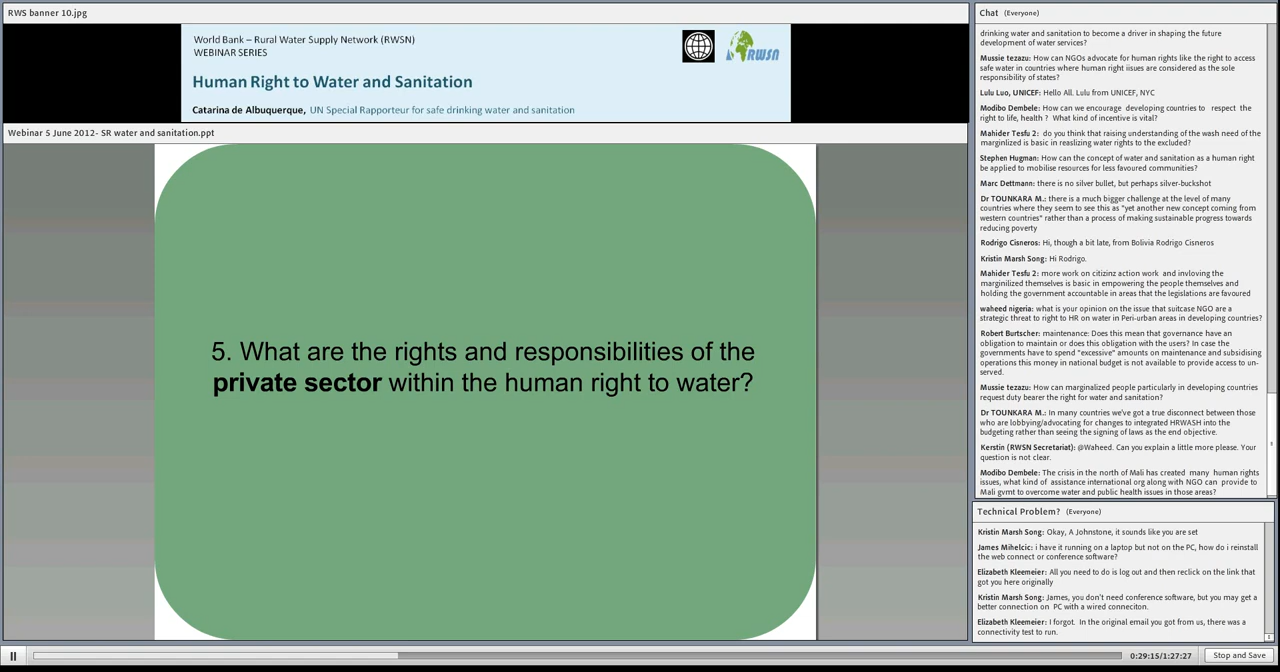 RWS banner 10.jpg
World Bank – Rural Water Supply Network (RWSN)
WEBINAR SERIES
RWSN
Human Right to Water and Sanitation
Catarina de Albuquerque, UN Special Rapporteur for safe drinking water and sanitation
Webinar 5 June 2012- SR water and sanitation.ppt
5. What are the rights and responsibilities of the
private sector within the human right to water?
Chat (Everyone)
drinking water and sanitation to become a driver in shaping the future
development of water services?
Mussie tezazu: How can NGOs advocate for human rights like the right to access
safe water in countries where human right iisues are considered as the sole
responsibility of states?
Lulu Luo, UNICEF: Hello All. Lulu from UNICEF, NYC
Modibo Dembele: How can we encourage developing countries to respect the
right to life, health ? What kind of incentive is vital?
Mahider Tesfu 2: do you think that raising understanding of the wash need of the
marginlized is basic in reaslizing water rights to the excluded?
Stephen Hugman: How can the concept of water and sanitation as a human right
be applied to mobilise resources for less favoured communities?
Marc Dettmann: there is no silver bullet, but perhaps silver-buckshot
Dr TOUNKARA M.: there is a much bigger challenge at the level of many
countries where they seem to see this as "yet another new concept coming from
western countries" rather than a process of making sustainable progress towards
reducing poverty
Rodrigo Cisneros: Hi, though a bit late, from Bolivia Rodrigo Cisneros
Kristin Marsh Song: Hi Rodrigo.
Mahider Tesfu 2: more work on citizinz action work and invloving the
marginilized themselves is basic in empowering the people themselves and
holding the government accountable in areas that the legislations are favoured
waheed nigeria: what is your opinion on the issue that suitcase NGO are a
strategic threat to right to HR on water in Peri-urban areas in developing countries?
Robert Burtscher: maintenance: Does this mean that governance have an
obligation to maintain or does this obligation with the users? In case the
governments have to spend "excessive" amounts on maintenance and subsidising
operations this money in national budget is not available to provide access to un-
served.
Mussie tezazu: How can marginalized people particularly in developing countries
request duty bearer the right for water and sanitation?
Dr TOUNKARA M.: In many countries we've got a true disconnect between those
who are lobbying/advocating for changes to integrated HRWASH into the
budgeting rather than seeing the signing of laws as the end objective.
Kerstin (RWSN Secretariat): @Waheed. Can you explain a little more please. Your
question is not clear.
Modibo Dembele: The crisis in the north of Mali has created many human rights
issues, what kind of assistance international org along with NGO can provide to
Mali gvmt to overcome water and public health issues in those areas?
Technical Problem? (Everyone)
Kristin Marsh Song: Okay, A Johnstone, it sounds like you are set
James Mihelcic: i have it running on a laptop but not on the PC, how do i reinstall
the web connect or conference software?
Elizabeth Kleemeier: All you need to do is log out and then reclick on the link that
got you here originally
Kristin Marsh Song: James, you don't need conference software, but you may get a
better connection on PC with a wired conneciton.
Elizabeth Kleemeier: I forgot. In the original email you got from us, there was a
connectivity test to run.
0:29:15/1:27:27
Stop and Save